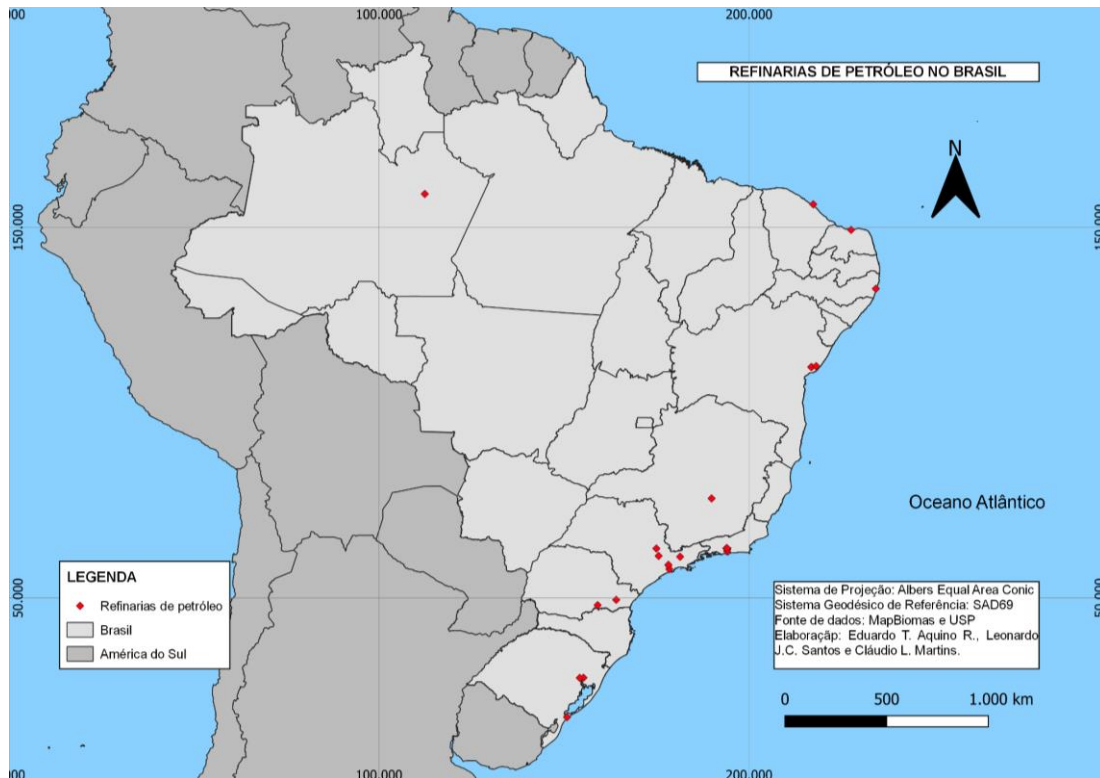 100.000
200.000
REFINARIAS DE PETRÓLEO NO BRASIL
N
150.000
150.000
Oceano Atlântico
LEGENDA
Refinarias de petróleo
Brasil
América do Sul
50.000
50.000
Sistema de Projeção: Albers Equal Area Conic
Sistema Geodésico de Referência: SAD69
Fonte de dados: MapBiomas e USP
Elaboraçãp: Eduardo T. Aquino R., Leonardo
J.C. Santos e Cláudio L. Martins.
0 500 1.000 km
100.000
200.000